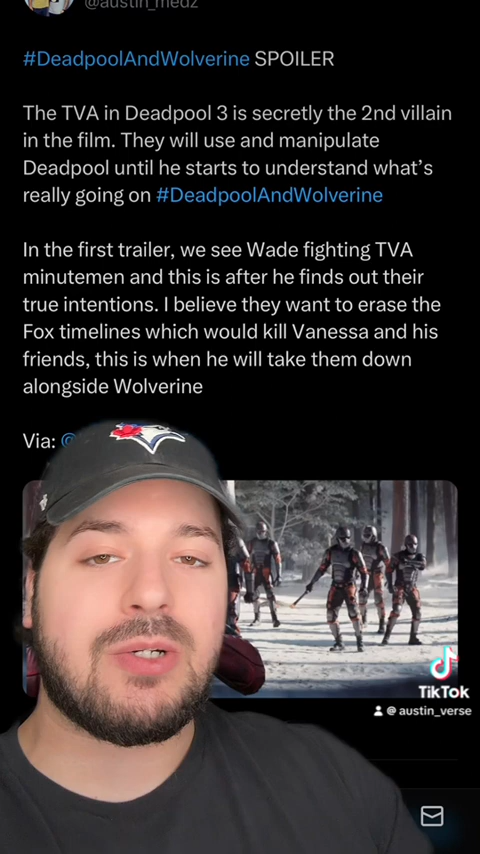 @austin_medz
#DeadpoolAndWolverine SPOILER
The TVA in Deadpool 3 is secretly the 2nd villain
in the film. They will use and manipulate
Deadpool until he starts to understand what's
really going on #DeadpoolAndWolverine
In the first trailer, we see Wade fighting TVA
minutemen and this is after he finds out their
true intentions. I believe they want to erase the
Fox timelines which would kill Vanessa and his
friends, this is when he will take them down
alongside Wolverine
Via: @
TikTok
@ austin_verse